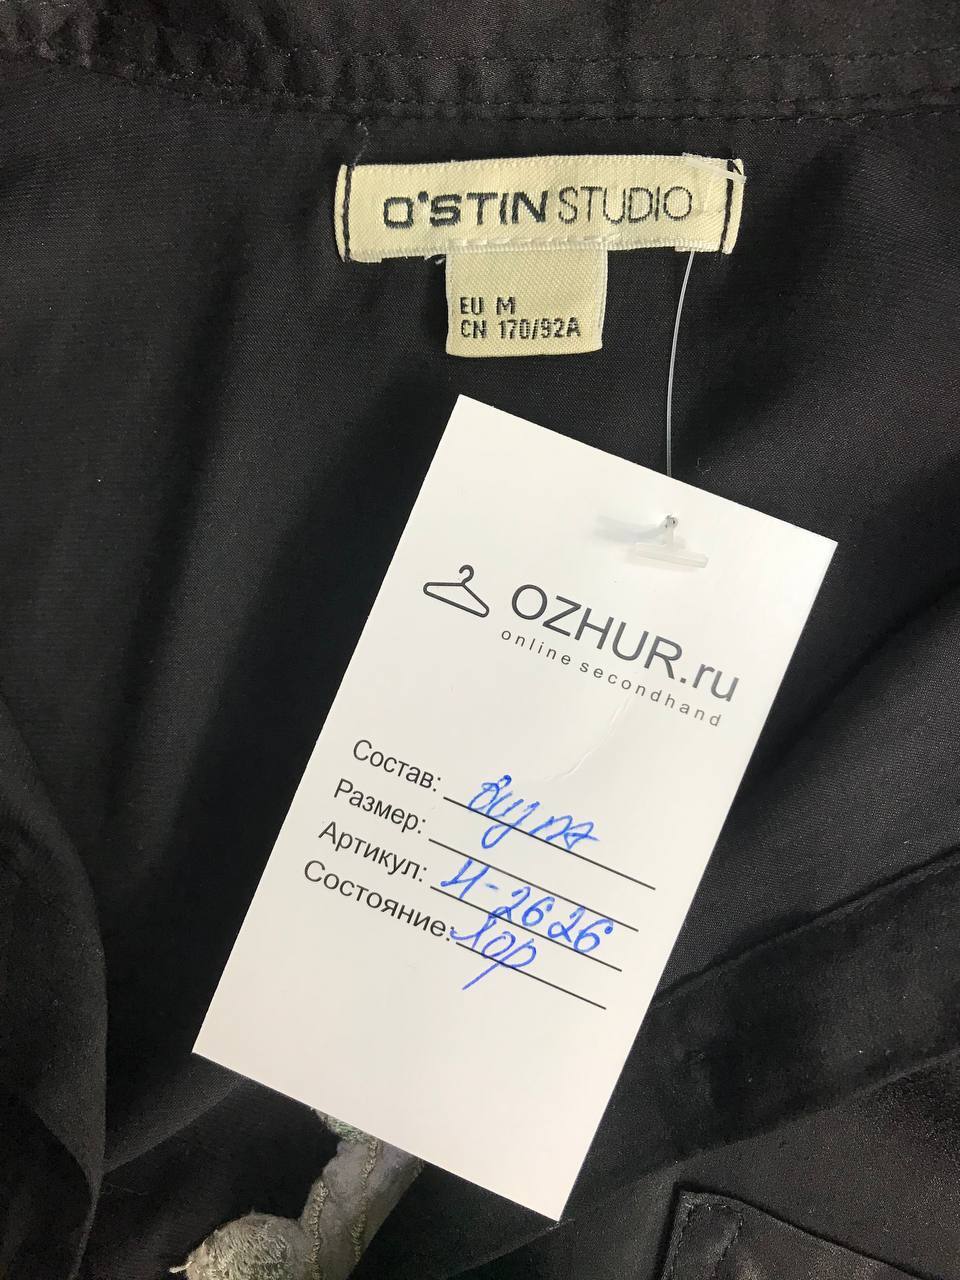 O'STIN STUDIO
EU M
CN 170/92A
OZHUR.ru
online secondhand
Состав:
Размер:
Артикул: И-2626
Состояние: Хор